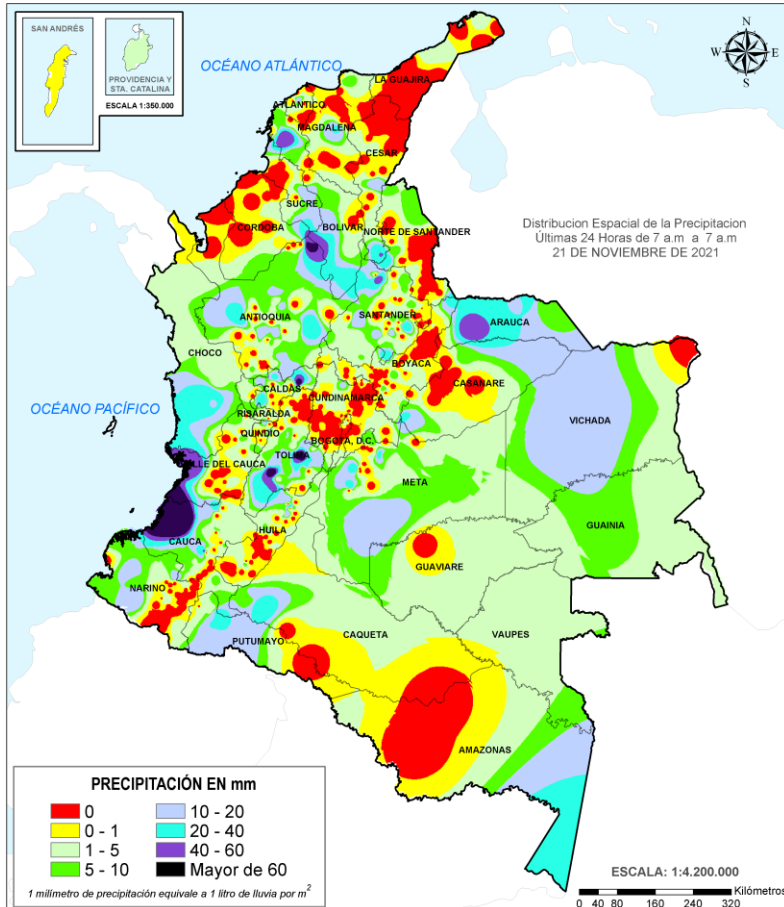 SAN ANDRÉS
PROVIDENCIA Y
STA. CATALINA
ESCALA 1:350.000
OCÉANO ATLÁNTICO
N
W E
S
LA GUAJIRA
ATLÁNTICO
MAGDALENA
CESAR
SUCRE
CORDOBA
BOLIVAR
NORTE DE SANTANDER
Distribucion Espacial de la Precipitacion
Últimas 24 Horas de 7 a.m a 7 a.m
21 DE NOVIEMBRE DE 2021
ANTIOQUIA
SANTANDER
ARAUCA
CHOCO
BOYACA
CASANARE
OCÉANO PACÍFICO
CALDAS
CUNDINAMARCA
RISARALDA
VICHADA
QUINDIO
BOGOTA, D.C.
TOLIMA
VALLE DEL CAUCA
META
GUAINIA
HUILA
CAUCA
GUAVIARE
NARINO
PUTUMAYO
CAQUETA
VAUPES
AMAZONAS
PRECIPITACIÓN EN mm
0
10 - 20
0 - 1
20 - 40
1 - 5
40 - 60
5 - 10
Mayor de 60
1 milímetro de precipitación equivale a 1 litro de lluvia por m²
ESCALA: 1:4.200.000
Kilómetros
0 40 80 160 240 320